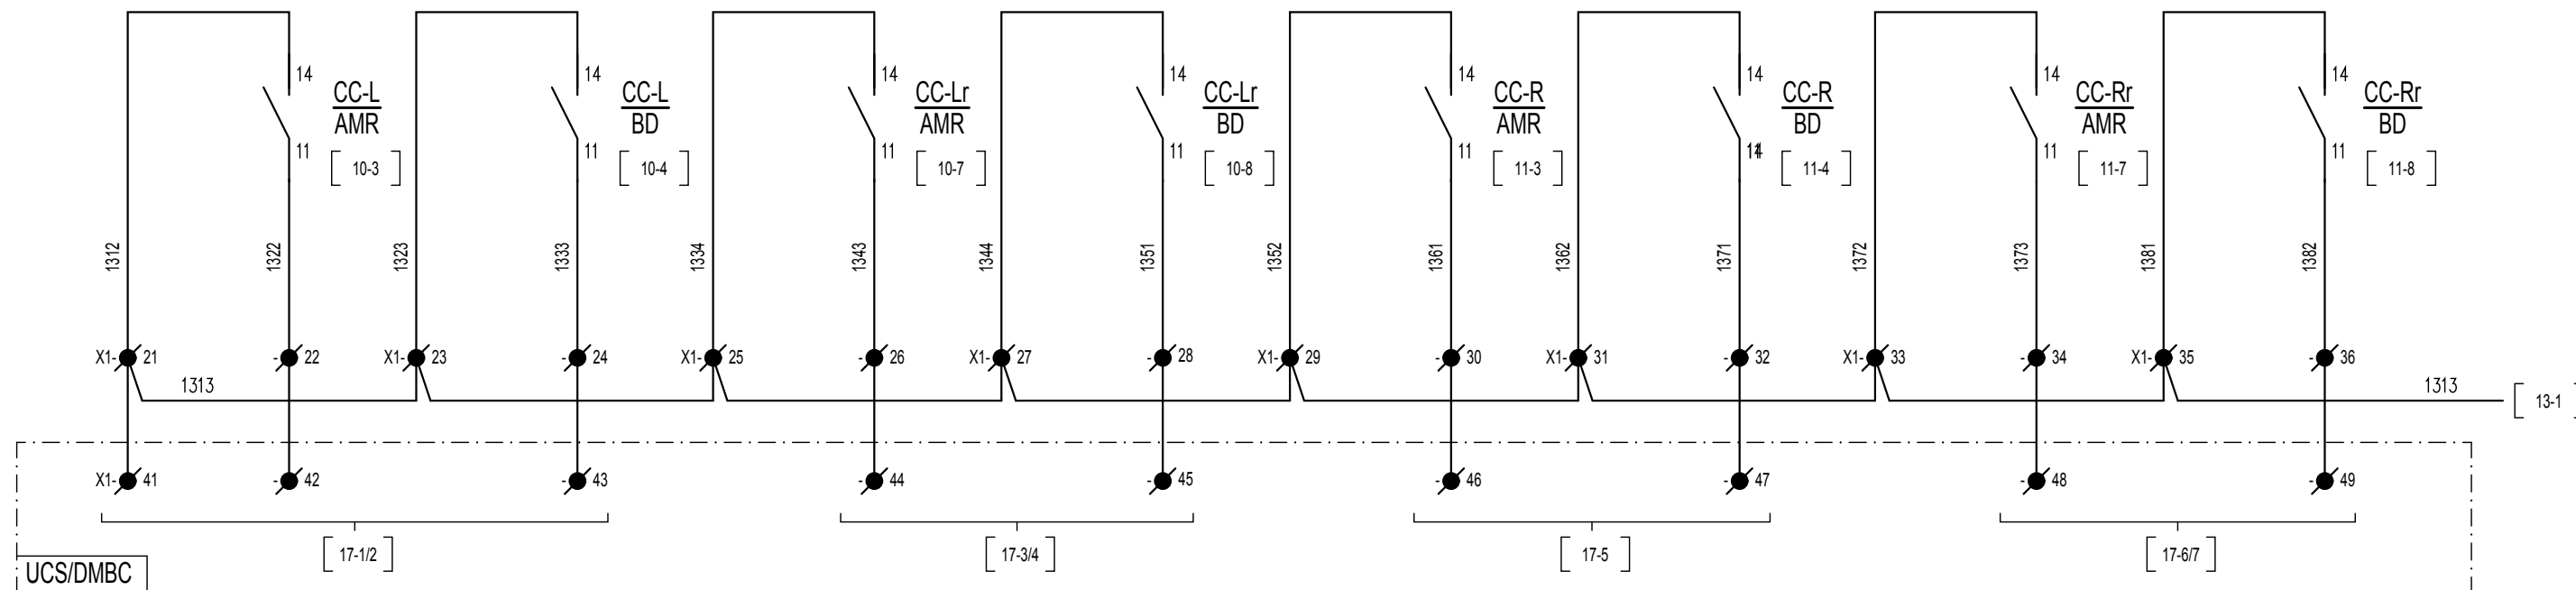 14 14 14 14 14 14 14 14
CC-L CC-L CC-Lr CC-Lr CC-R CC-R CC-Rr CC-Rr
AMR BD AMR BD AMR BD AMR BD
11 11 11 11 11 11 11
10-3 10-4 10-7 10-8 11-3 11-4 11-7 11-8
1312 1322 1323 1333 1334 1343 1344 1351 1352 1361 1362 1371 1372 1373 1381 1382
X1- 21 - 22 X1- 23 - 24 X1- 25 - 26 X1- 27 - 28 X1- 29 - 30 X1- 31 - 32 X1- 33 - 34 X1- 35 - 36
1313 1313 13-1
X1- 41 - 42 - 43 - 44 - 45 - 46 - 47 - 48 - 49
17-1/2 17-3/4 17-5 17-6/7
UCS/DMBC